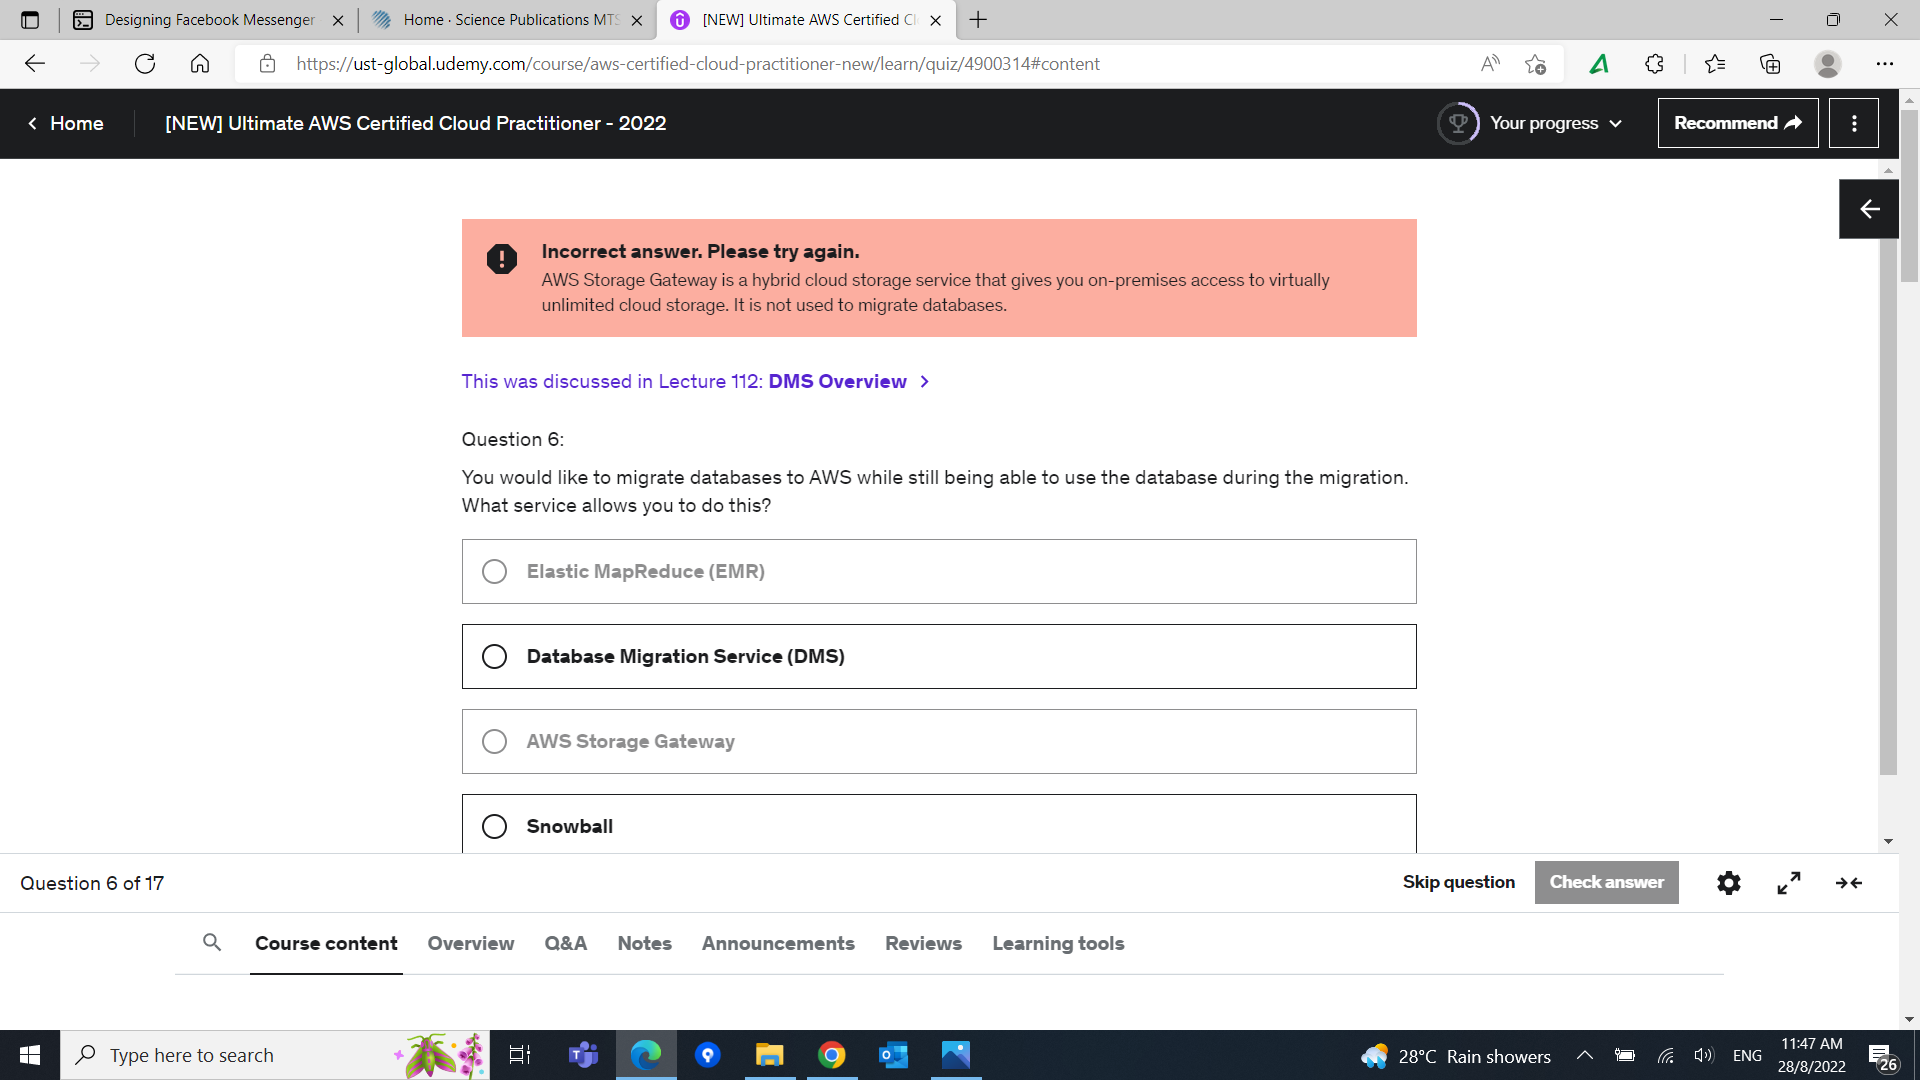 Designing Facebook Messenger
Home · Science Publications MTS
[NEW] Ultimate AWS Certified Cl
https://ust-global.udemy.com/course/aws-certified-cloud-practitioner-new/learn/quiz/4900314#content
Home
[NEW] Ultimate AWS Certified Cloud Practitioner - 2022
Your progress
Recommend
Incorrect answer. Please try again.
AWS Storage Gateway is a hybrid cloud storage service that gives you on-premises access to virtually
unlimited cloud storage. It is not used to migrate databases.
This was discussed in Lecture 112: DMS Overview
Question 6:
You would like to migrate databases to AWS while still being able to use the database during the migration.
What service allows you to do this?
Elastic MapReduce (EMR)
Database Migration Service (DMS)
AWS Storage Gateway
Snowball
Question 6 of 17
Skip question
Check answer
Course content
Overview
Q&A
Notes
Announcements
Reviews
Learning tools
Type here to search
28°C Rain showers
ENG
11:47 AM
28/8/2022
26